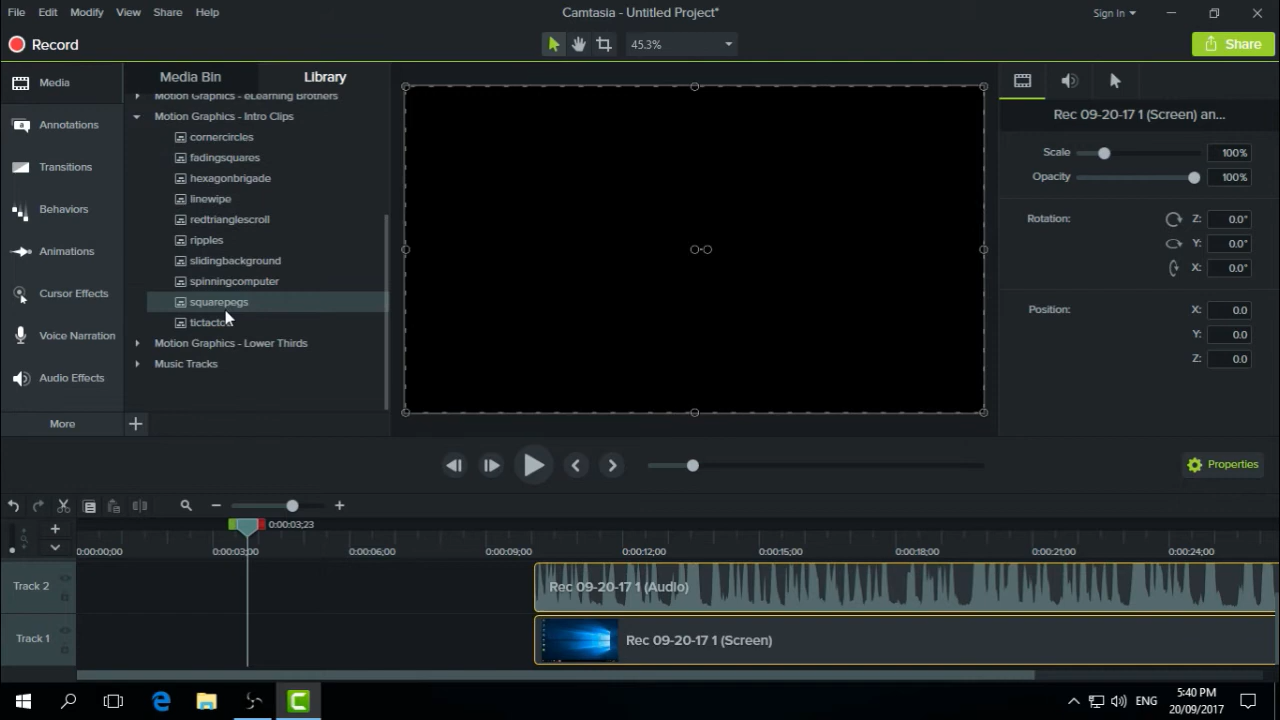 File Edit Modify View Share Help Camtasia - Untitled Project* Sign In
Record 45.3% Share
Media Media Bin Library
Motion Graphics - eLearning Brothers
Rec 09-20-17 1 (Screen) an...
Motion Graphics - Intro Clips
Annotations cornercircles
Scale 100%
fadingsquares
Transitions
Opacity 100%
hexagonbrigade
linewipe
Behaviors
redtrianglescroll
Rotation: Z: 0.0°
ripples
Y: 0.0°
Animations
slidingbackground
X: 0.0°
spinningcomputer
Cursor Effects
squarepegs
Position: X: 0.0
tictacto
Voice Narration
Y: 0.0
Motion Graphics - Lower Thirds
Z: 0.0
Music Tracks
Audio Effects
More
Properties
0:00:03;23
0:00:00;00 0:00:03;00 0:00:06;00 0:00:09;00 0:00:12;00 0:00:15;00 0:00:18;00 0:00:21;00 0:00:24;00
Track 2 Rec 09-20-17 1 (Audio)
Track 1 Rec 09-20-17 1 (Screen)
ENG 5:40 PM
20/09/2017